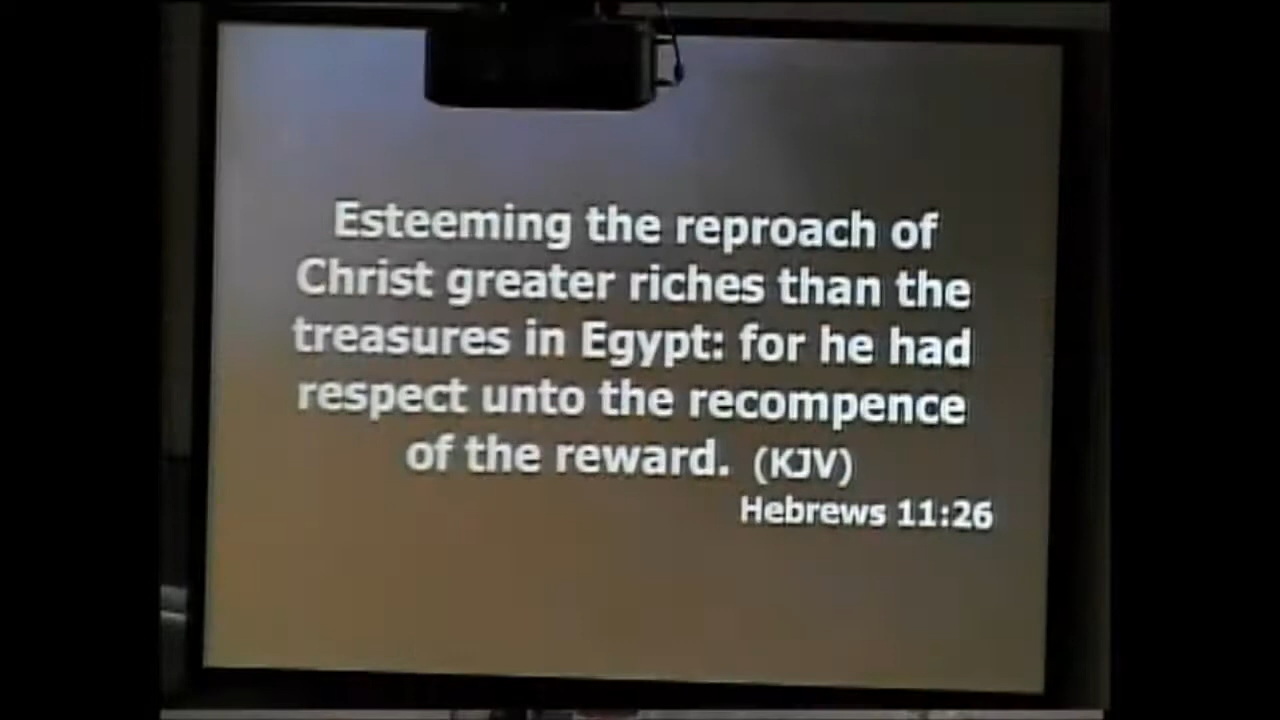 Esteeming the reproach of
Christ greater riches than the
treasures in Egypt: for he had
respect unto the recompence
of the reward. (KJV)
Hebrews 11:26